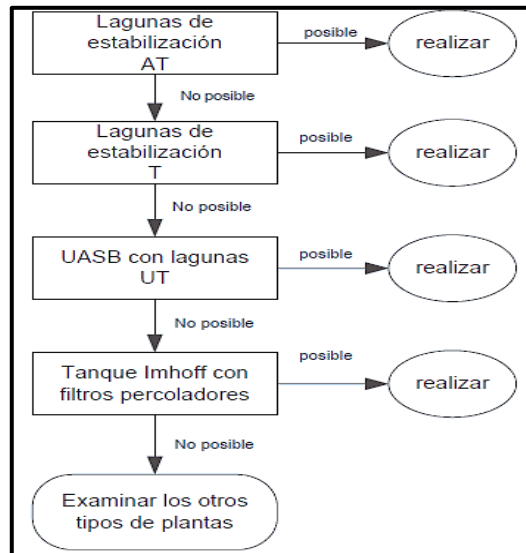 Lagunas de
estabilización
AT
posible
realizar
No posible
Lagunas de
estabilización
T
posible
realizar
No posible
UASB con lagunas
UT
posible
realizar
No posible
Tanque Imhoff con
filtros percoladores
posible
realizar
No posible
Examinar los otros
tipos de plantas